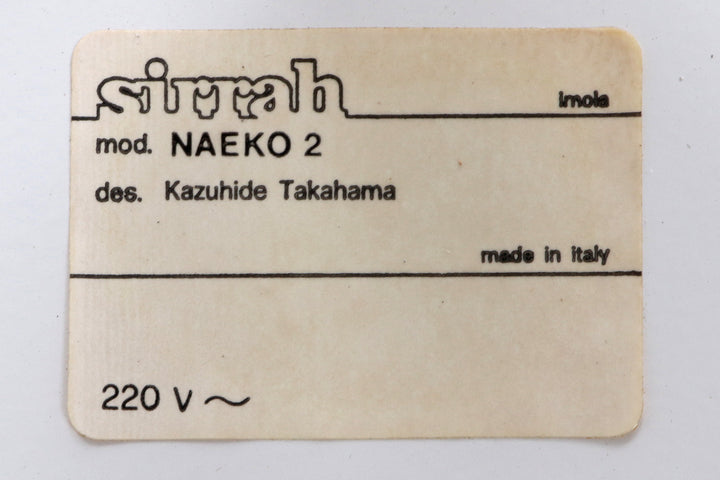 sirrah imola
mod. NAEKO 2
des. Kazuhide Takahama
made in italy
220 V ~